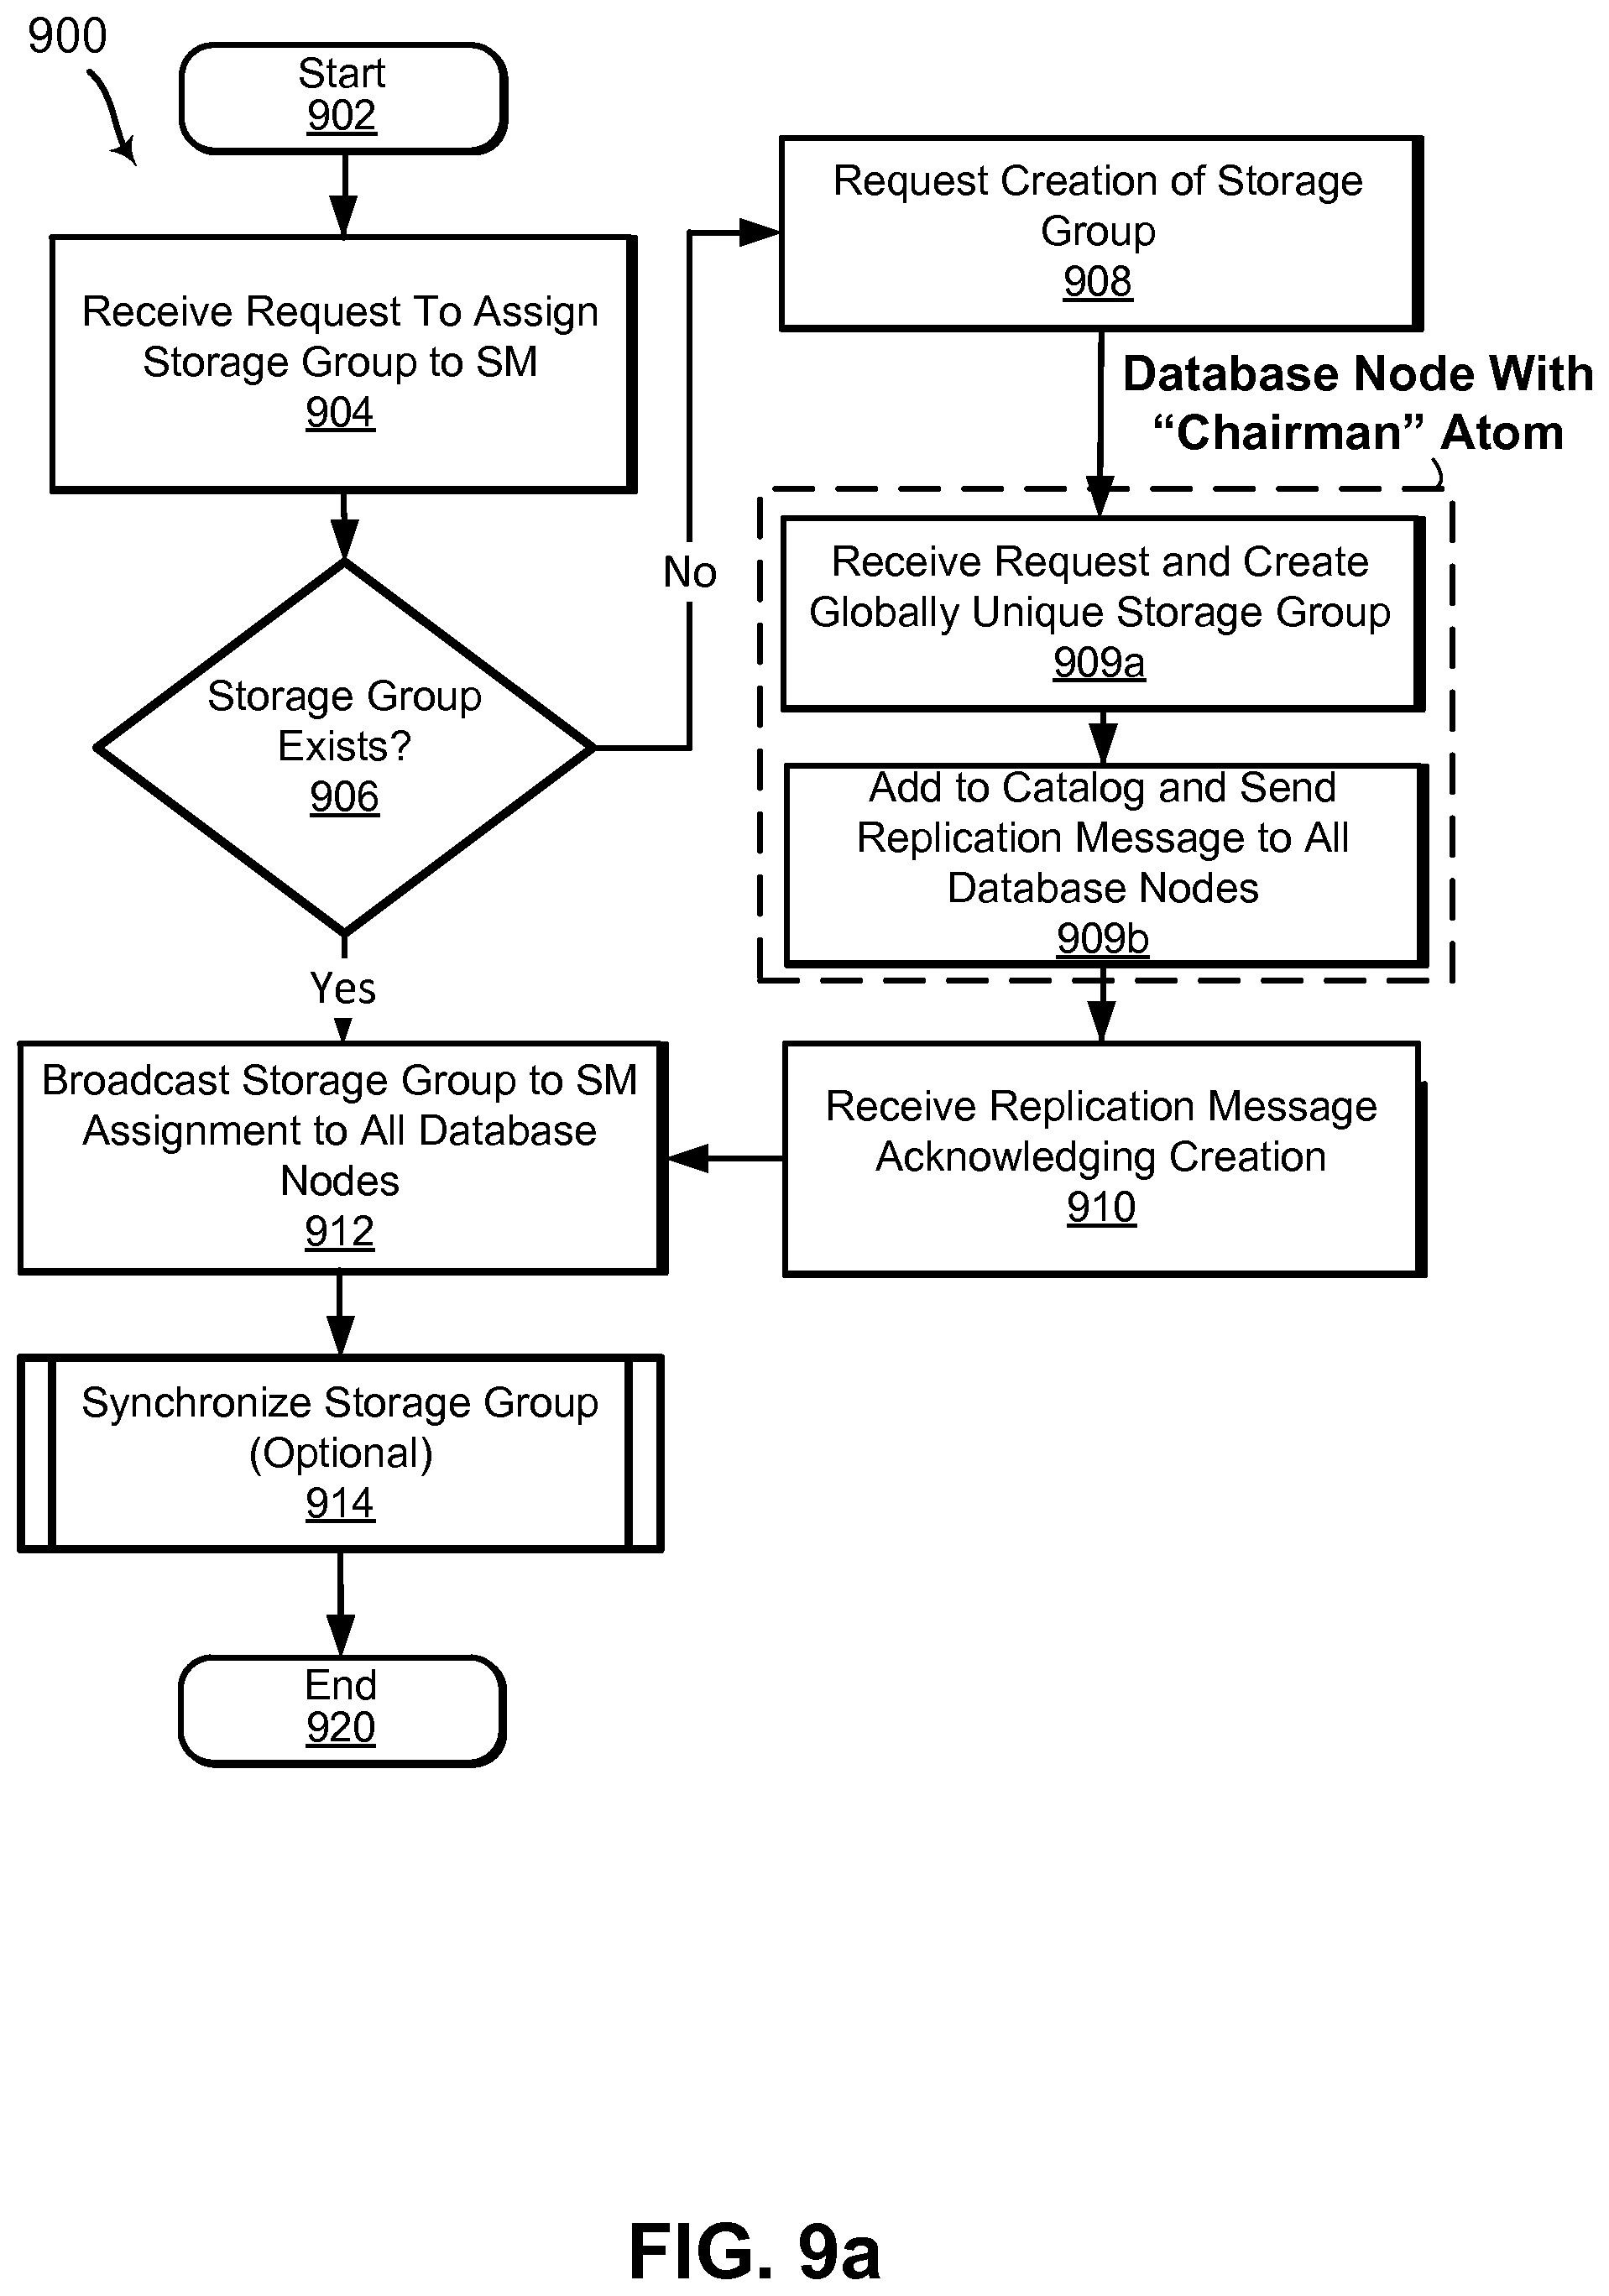 900
Start
902
Receive Request To Assign
Storage Group to SM
904
Storage Group
Exists?
906
No
Yes
Request Creation of Storage
Group
908
Database Node With
“Chairman” Atom
Receive Request and Create
Globally Unique Storage Group
909a
Add to Catalog and Send
Replication Message to All
Database Nodes
909b
Receive Replication Message
Acknowledging Creation
910
Broadcast Storage Group to SM
Assignment to All Database
Nodes
912
Synchronize Storage Group
(Optional)
914
End
920
FIG. 9a